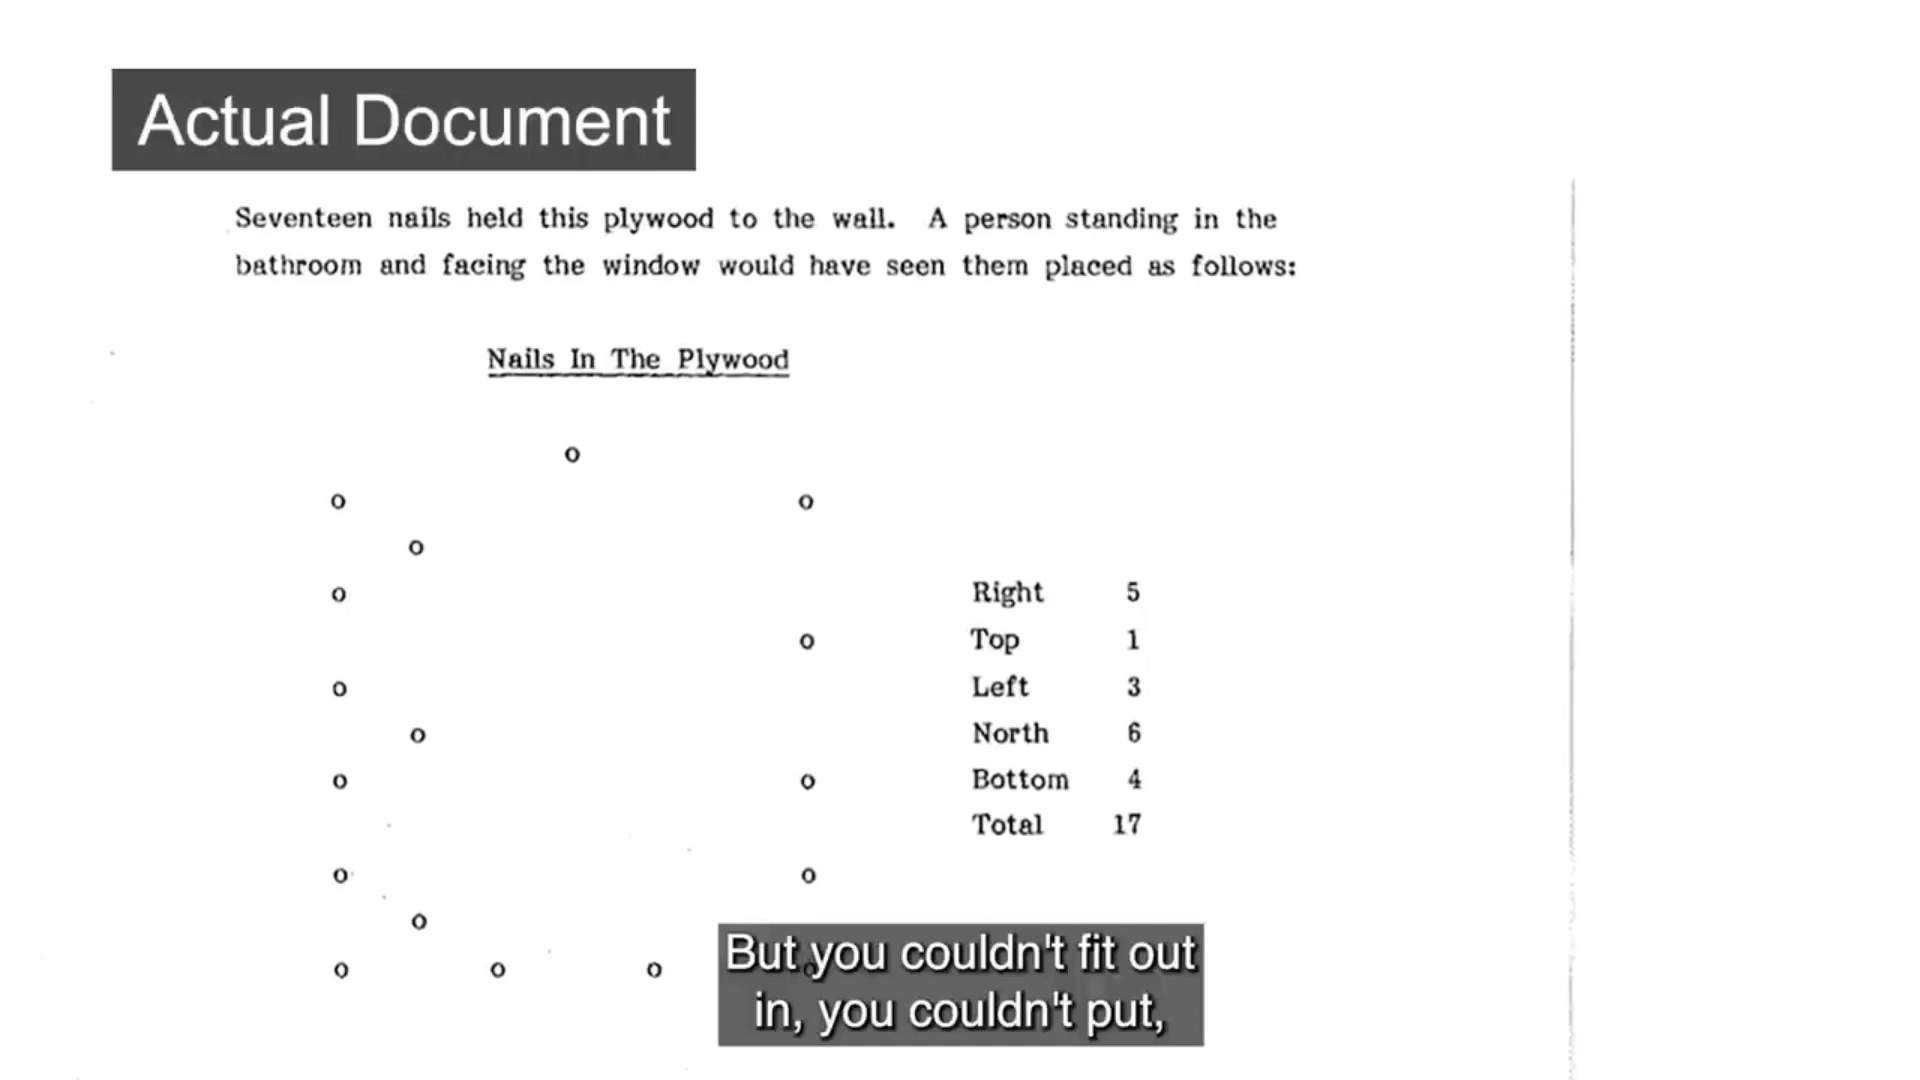 Actual Document
Seventeen nails held this plywood to the wall. A person standing in the
bathroom and facing the window would have seen them placed as follows:
Nails In The Plywood
o
o o
o
o
Right 5
o Top 1
o Left 3
o North 6
o o Bottom 4
Total 17
o o
o
o o o o
But you couldn't fit out
in, you couldn't put,